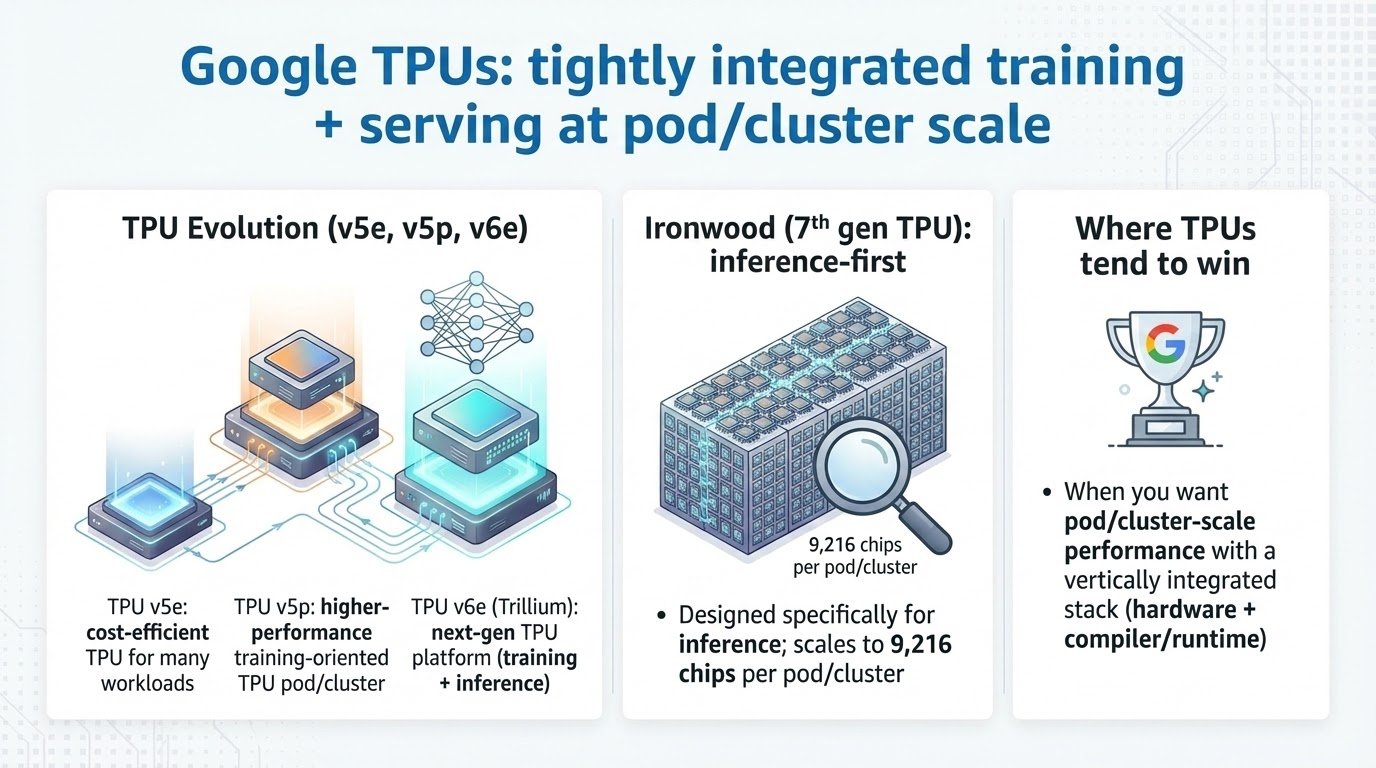 Google TPUs: tightly integrated training
+ serving at pod/cluster scale
TPU Evolution (v5e, v5p, v6e)
TPU v5e:
cost-efficient
TPU for many
workloads
TPU v5p: higher-
performance
training-oriented
TPU pod/cluster
TPU v6e (Trillium):
next-gen TPU
platform (training
+ inference)
Ironwood (7th gen TPU):
inference-first
9,216 chips
per pod/cluster
• Designed specifically for
inference; scales to 9,216
chips per pod/cluster
Where TPUs
tend to win
G
• When you want
pod/cluster-scale
performance with a
vertically integrated
stack (hardware +
compiler/runtime)